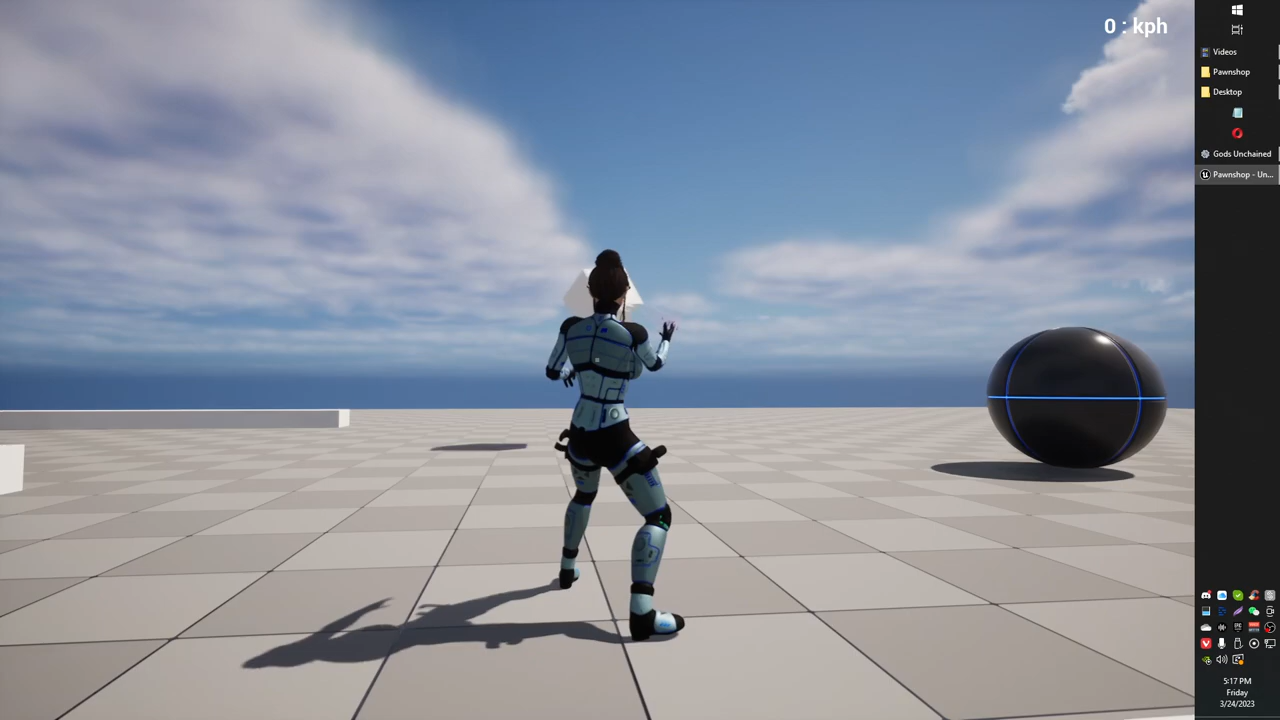 0 : kph
Videos
Pawnshop
Desktop
Gods Unchained
Pawnshop - Un...
5:17 PM
Friday
3/24/2023